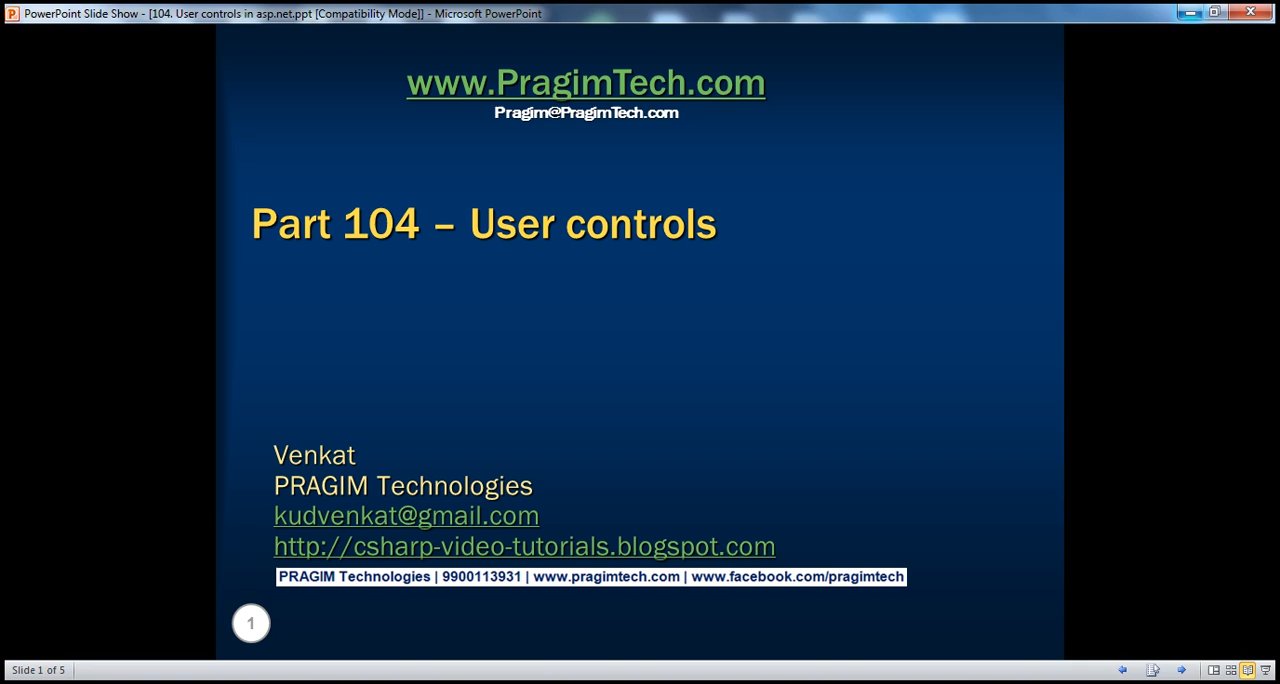 PowerPoint Slide Show - [104. User controls in asp.net.ppt [Compatibility Mode]] - Microsoft PowerPoint
www.PragimTech.com
Pragim@PragimTech.com
Part 104 – User controls
Venkat
PRAGIM Technologies
kudvenkat@gmail.com
http://csharp-video-tutorials.blogspot.com
PRAGIM Technologies | 9900113931 | www.pragimtech.com | www.facebook.com/pragimtech
1
Slide 1 of 5